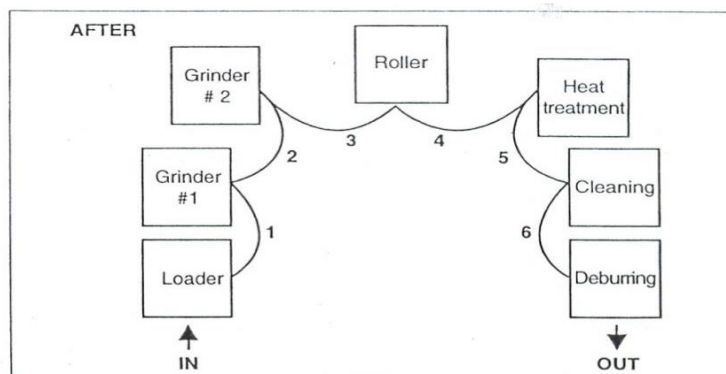 AFTER
Grinder
# 2
Roller
Heat
treatment
2
3
4
5
Grinder
#1
Cleaning
1
6
Loader
Deburring
IN
OUT